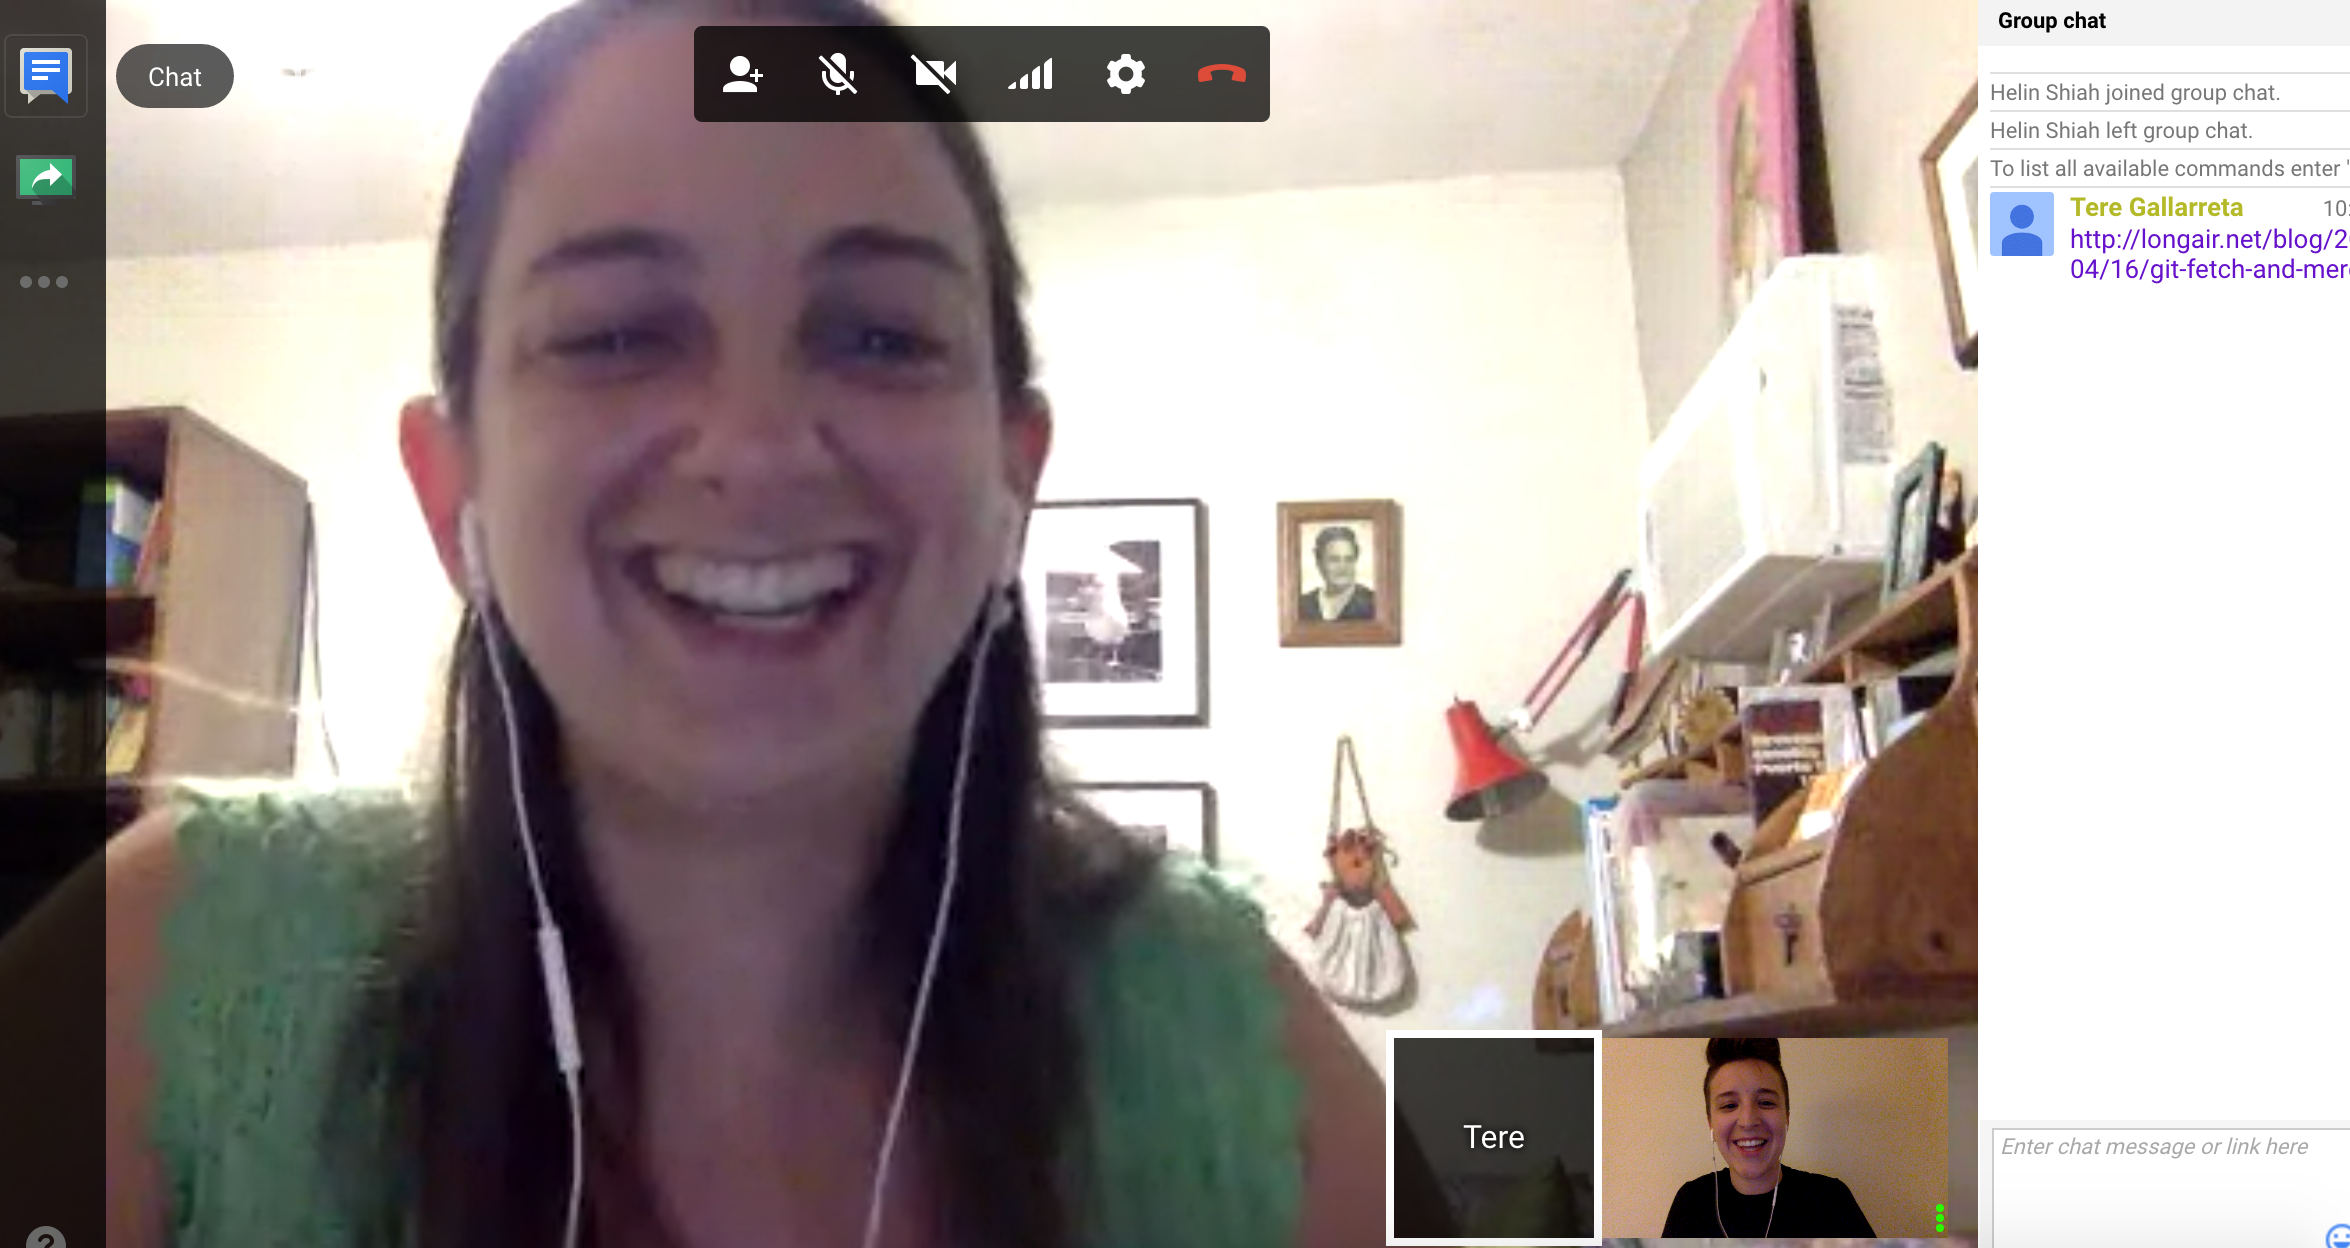 Chat
Group chat
Helin Shiah joined group chat.
Helin Shiah left group chat.
To list all available commands enter '
Tere Gallarreta 10:
http://longair.net/blog/2
04/16/git-fetch-and-mer
Tere
Enter chat message or link here
?